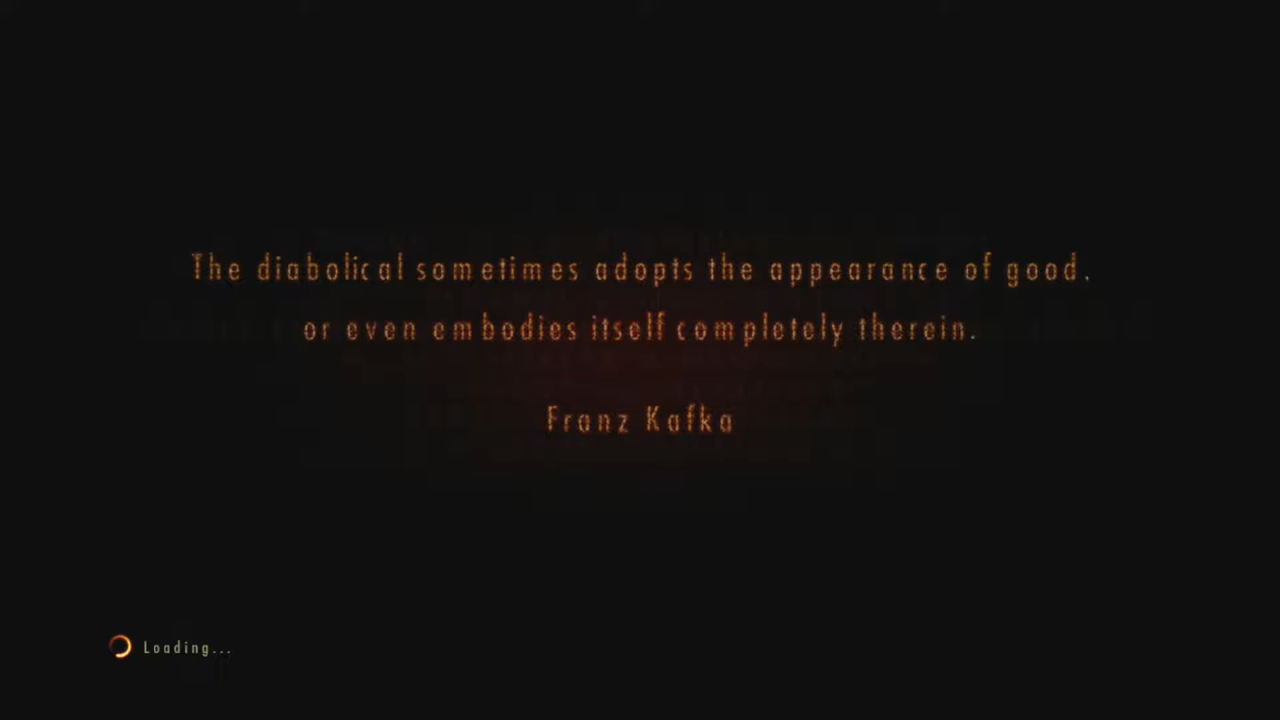 The diabolical sometimes adopts the appearance of good,
or even embodies itself completely therein.
Franz Kafka
Loading...